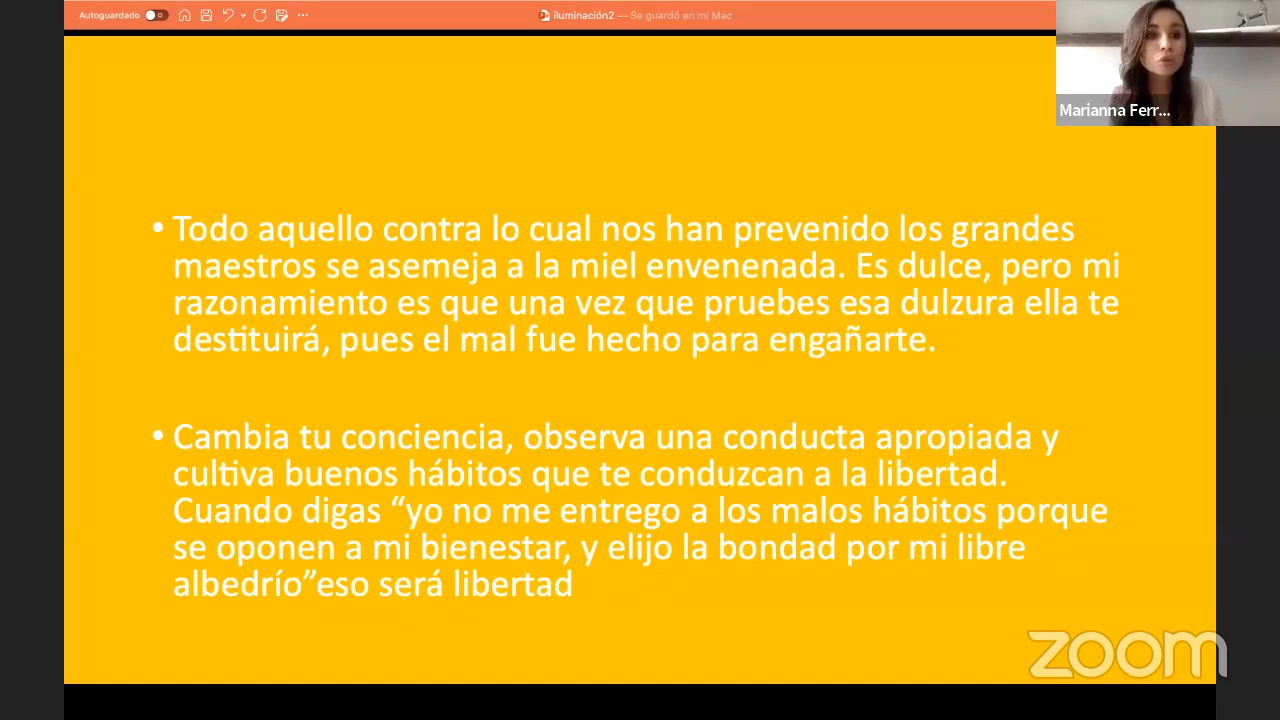 Autoguardado
iluminación2 — Se guardó en mi Mac
Marianna Ferr...
• Todo aquello contra lo cual nos han prevenido los grandes
maestros se asemeja a la miel envenenada. Es dulce, pero mi
razonamiento es que una vez que pruebes esa dulzura ella te
destituirá, pues el mal fue hecho para engañarte.
• Cambia tu conciencia, observa una conducta apropiada y
cultiva buenos hábitos que te conduzcan a la libertad.
Cuando digas “yo no me entrego a los malos hábitos porque
se oponen a mi bienestar, y elijo la bondad por mi libre
albedrío”eso será libertad
zoom